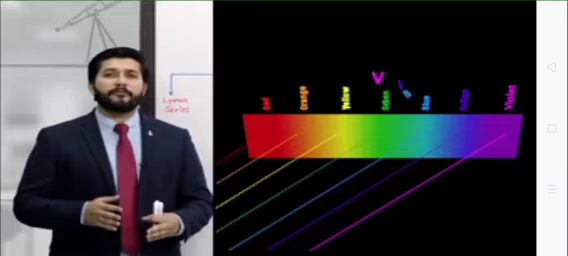 Lyman
Series
Red
Orange
Yellow
Green
Blue
Indigo
Violet
V